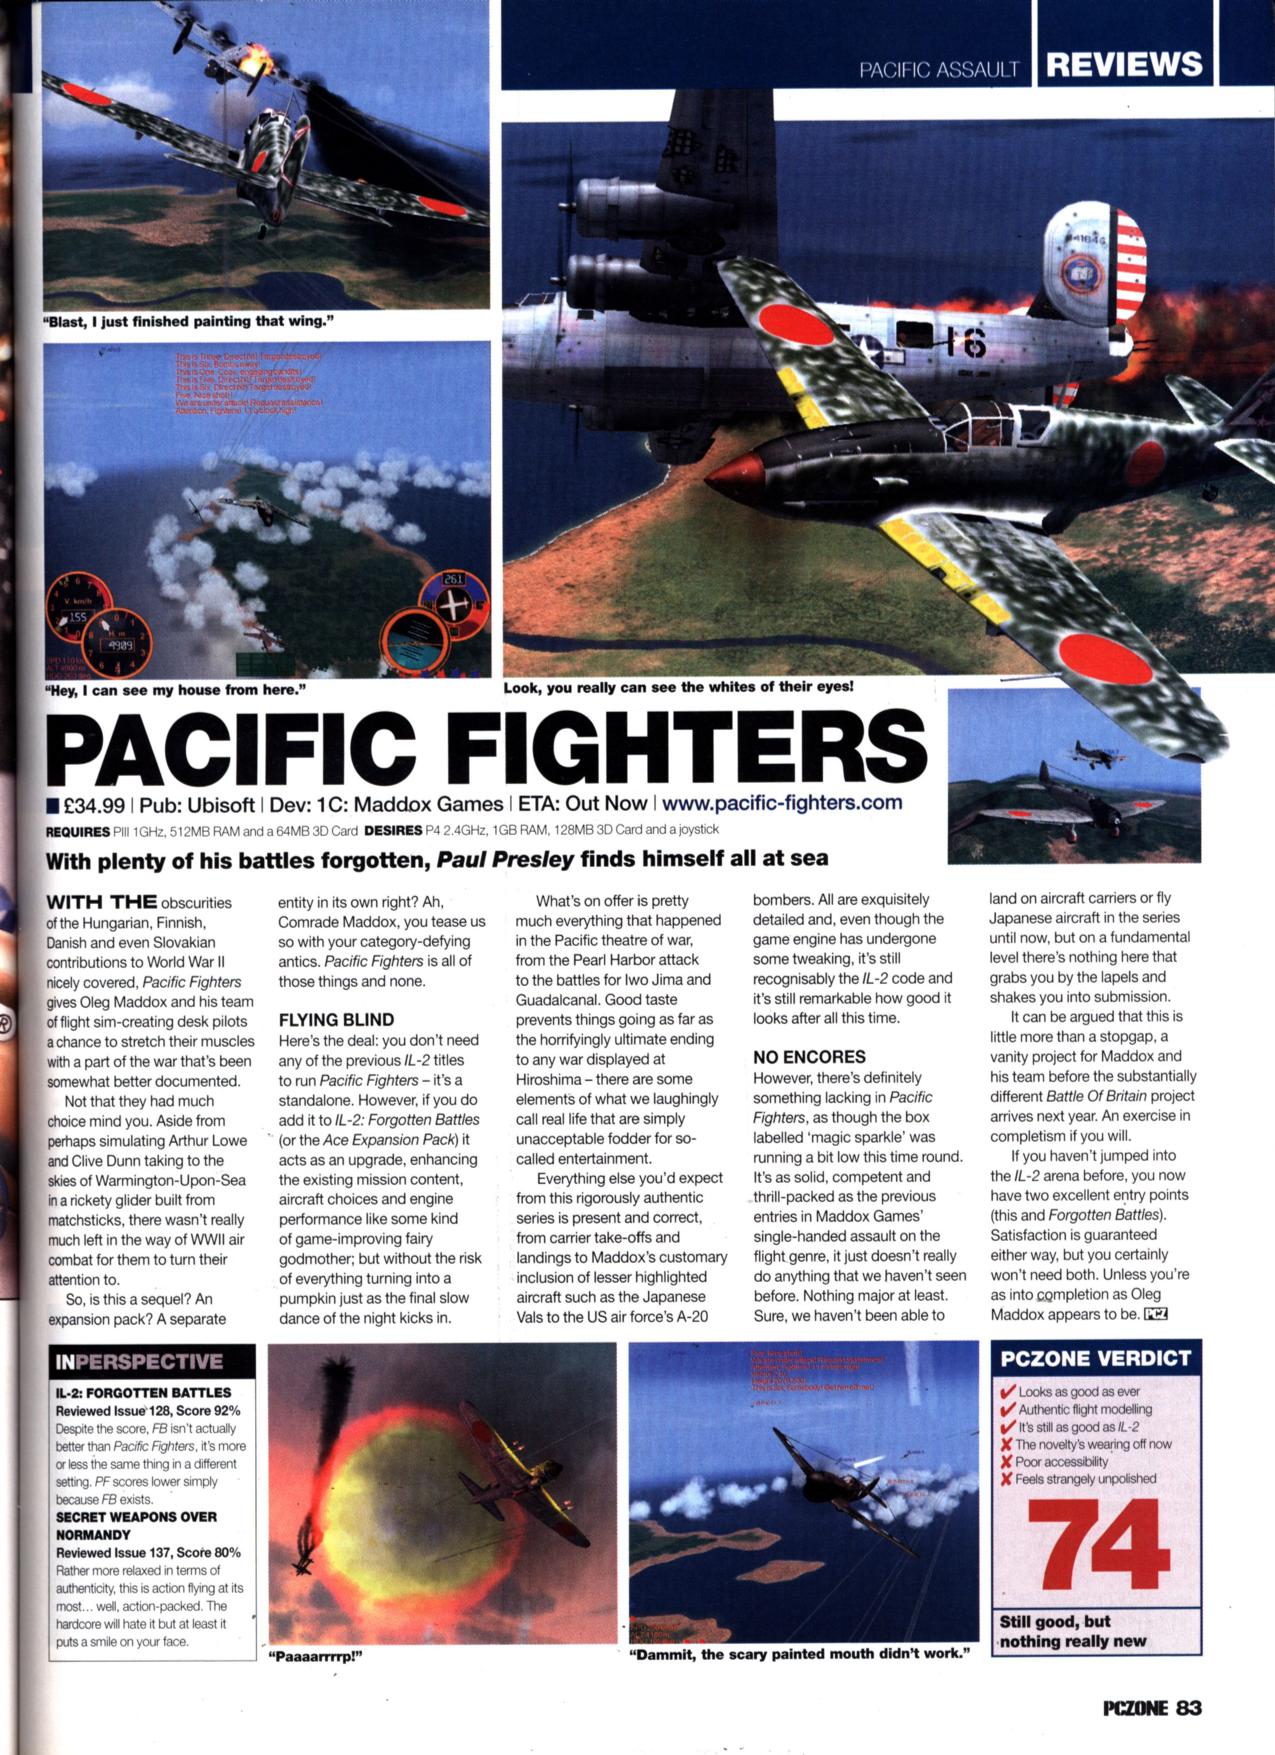 PACIFIC ASSAULT
REVIEWS
16
"Blast, I just finished painting that wing."
This is Six, Direct hit! Target destroyed!
Five, Nice shot!
We are under attack! Request assistance!
V. km/h
155
4909
261
"Hey, I can see my house from here."
Look, you really can see the whites of their eyes!
PACIFIC FIGHTERS
£34.99 | Pub: Ubisoft | Dev: 1C: Maddox Games | ETA: Out Now | www.pacific-fighters.com
REQUIRES PIII 1GHz, 512MB RAM and a 64MB 3D Card DESIRES P4 2.4GHz, 1GB RAM, 128MB 3D Card and a joystick
With plenty of his battles forgotten, Paul Presley finds himself all at sea
WITH THE obscurities
of the Hungarian, Finnish,
Danish and even Slovakian
contributions to World War II
nicely covered, Pacific Fighters
gives Oleg Maddox and his team
of flight sim-creating desk pilots
a chance to stretch their muscles
with a part of the war that's been
somewhat better documented.
Not that they had much
choice mind you. Aside from
perhaps simulating Arthur Lowe
and Clive Dunn taking to the
skies of Warmington-Upon-Sea
in a rickety glider built from
matchsticks, there wasn't really
much left in the way of WWII air
combat for them to turn their
attention to.
So, is this a sequel? An
expansion pack? A separate
entity in its own right? Ah,
Comrade Maddox, you tease us
so with your category-defying
antics. Pacific Fighters is all of
those things and none.
FLYING BLIND
Here's the deal: you don't need
any of the previous IL-2 titles
to run Pacific Fighters – it's a
standalone. However, if you do
add it to IL-2: Forgotten Battles
(or the Ace Expansion Pack) it
acts as an upgrade, enhancing
the existing mission content,
aircraft choices and engine
performance like some kind
of game-improving fairy
godmother; but without the risk
of everything turning into a
pumpkin just as the final slow
dance of the night kicks in.
What's on offer is pretty
much everything that happened
in the Pacific theatre of war,
from the Pearl Harbor attack
to the battles for Iwo Jima and
Guadalcanal. Good taste
prevents things going as far as
the horrifyingly ultimate ending
to any war displayed at
Hiroshima – there are some
elements of what we laughingly
call real life that are simply
unacceptable fodder for so-
called entertainment.
Everything else you'd expect
from this rigorously authentic
series is present and correct,
from carrier take-offs and
landings to Maddox's customary
inclusion of lesser highlighted
aircraft such as the Japanese
Vals to the US air force's A-20
bombers. All are exquisitely
detailed and, even though the
game engine has undergone
some tweaking, it's still
recognisably the IL-2 code and
it's still remarkable how good it
looks after all this time.
NO ENCORES
However, there's definitely
something lacking in Pacific
Fighters, as though the box
labelled 'magic sparkle' was
running a bit low this time round.
It's as solid, competent and
thrill-packed as the previous
entries in Maddox Games'
single-handed assault on the
flight genre, it just doesn't really
do anything that we haven't seen
before. Nothing major at least.
Sure, we haven't been able to
land on aircraft carriers or fly
Japanese aircraft in the series
until now, but on a fundamental
level there's nothing here that
grabs you by the lapels and
shakes you into submission.
It can be argued that this is
little more than a stopgap, a
vanity project for Maddox and
his team before the substantially
different Battle Of Britain project
arrives next year. An exercise in
completism if you will.
If you haven't jumped into
the IL-2 arena before, you now
have two excellent entry points
(this and Forgotten Battles).
Satisfaction is guaranteed
either way, but you certainly
won't need both. Unless you're
as into completion as Oleg
Maddox appears to be. PCZ
INPERSPECTIVE
IL-2: FORGOTTEN BATTLES
Reviewed Issue 128, Score 92%
Despite the score, FB isn't actually
better than Pacific Fighters, it's more
or less the same thing in a different
setting. PF scores lower simply
because FB exists.
SECRET WEAPONS OVER
NORMANDY
Reviewed Issue 137, Score 80%
Rather more relaxed in terms of
authenticity, this is action flying at its
most... well, action-packed. The
hardcore will hate it but at least it
puts a smile on your face.
"Paaaarrrrp!"
"Dammit, the scary painted mouth didn't work."
PCZONE VERDICT
Looks as good as ever
Authentic flight modelling
It's still as good as IL-2
The novelty's wearing off now
Poor accessibility
Feels strangely unpolished
74
Still good, but
nothing really new
PCZONE 83